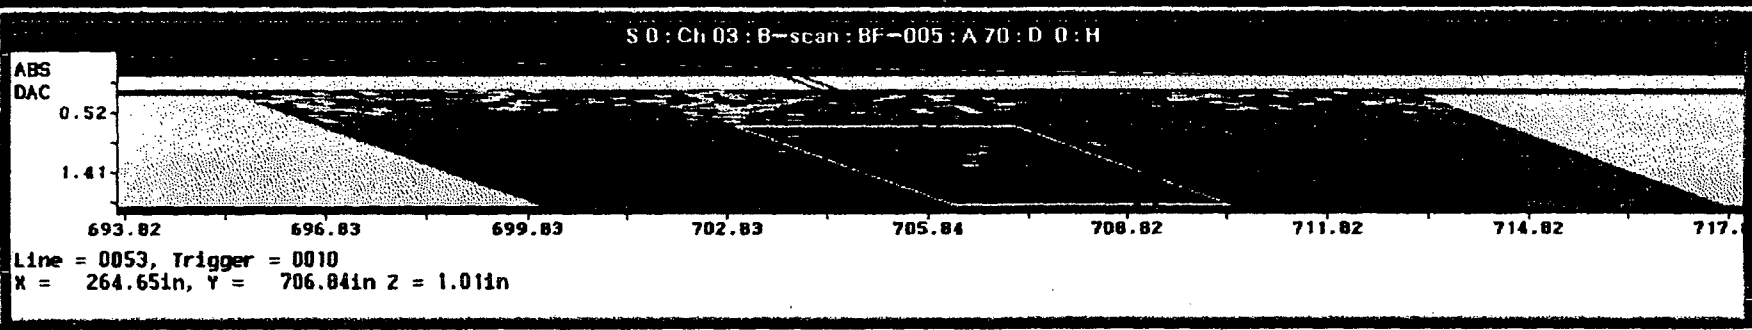 S 0 : Ch 03 : B-scan : BF-005 : A 70 : D 0 : H
ABS
DAC
0.52
1.41
693.82 696.83 699.83 702.83 705.84 708.82 711.82 714.82 717.8
Line = 0053, Trigger = 0010
X = 264.65in, Y = 706.84in Z = 1.01in